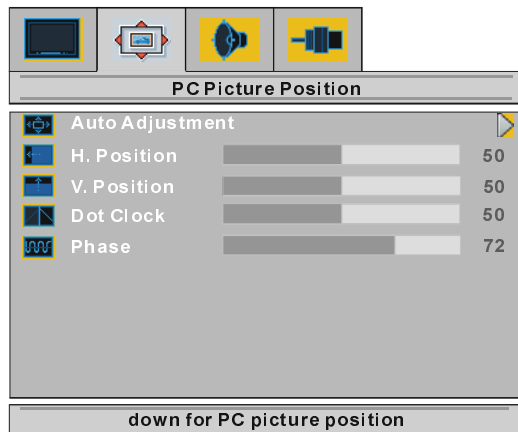 PC Picture Position
Auto Adjustment
H. Position 50
V. Position 50
Dot Clock 50
Phase 72
down for PC picture position